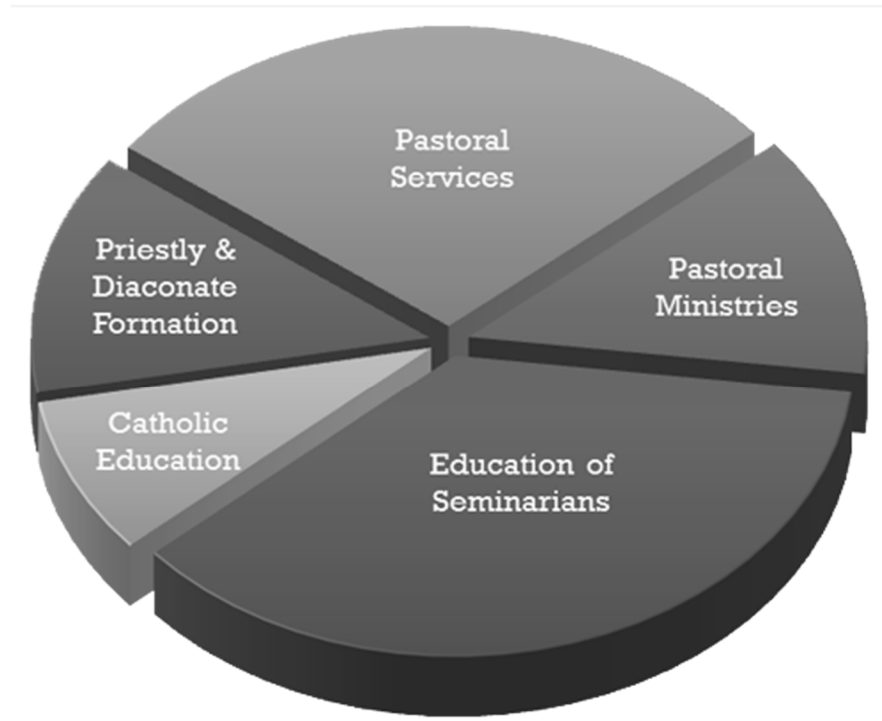 Pastoral
Services
Pastoral
Ministries
Priestly &
Diaconate
Formation
Catholic
Education
Education of
Seminarians